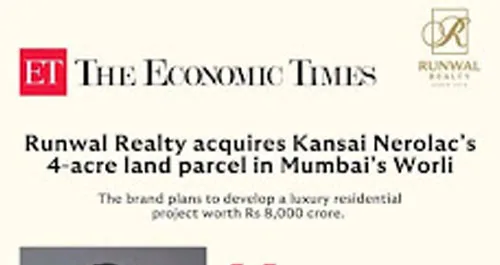 RUNWAL
REALTY
ET THE ECONOMIC TIMES
Runwal Realty acquires Kansai Nerolac's
4-acre land parcel in Mumbai's Worli
The brand plans to develop a luxury residential
project worth Rs 8,000 crore.